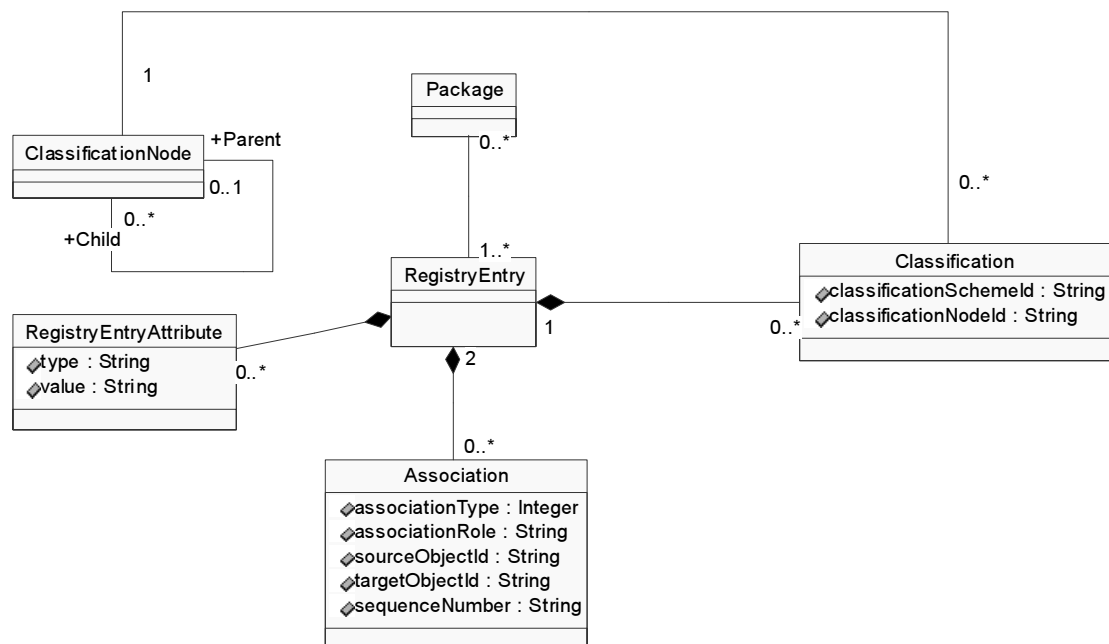 1
Package
+Parent
0..*
ClassificationNode
0..1
0..*
0..*
+Child
1..*
Classification
RegistryEntry
classificationSchemeId : String
classificationNodeId : String
RegistryEntryAttribute
1
0..*
type : String
2
value : String
0..*
0..*
Association
associationType : Integer
associationRole : String
sourceObjectId : String
targetObjectId : String
sequenceNumber : String